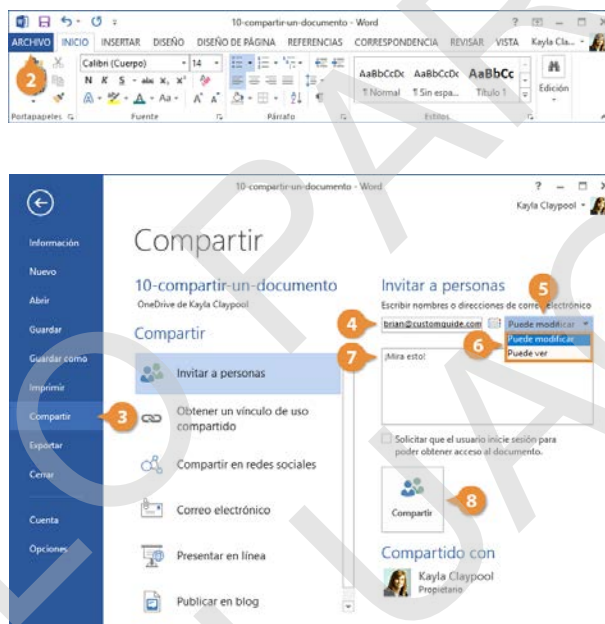 10-compartir-un-documento - Word
ARCHIVO INICIO INSERTAR DISEÑO DISEÑO DE PÁGINA REFERENCIAS CORRESPONDENCIA REVISAR VISTA Kayla Cla...
Calibri (Cuerpo) 14
N K S abc x, x²
A Aa A A
AaBbCcDc AaBbCcDc AaBbCc
¶ Normal ¶ Sin espa... Título 1
Edición
2
Portapapeles Fuente Párrafo Estilos
10-compartir-un-documento - Word
Kayla Claypool
Información
Nuevo
Abrir
Guardar
Guardar como
Imprimir
Compartir
3
Exportar
Cerrar
Cuenta
Opciones
Compartir
10-compartir-un-documento
OneDrive de Kayla Claypool
Compartir
Invitar a personas
Obtener un vínculo de uso
compartido
Compartir en redes sociales
Correo electrónico
Presentar en línea
Publicar en blog
Invitar a personas
5
Escribir nombres o direcciones de correo electrónico
4 brian@customguide.com Puede modificar
6 Puede modificar
Puede ver
7 ¡Mira esto!
Solicitar que el usuario inicie sesión para
poder obtener acceso al documento.
Compartir
8
Compartido con
Kayla Claypool
Propietario